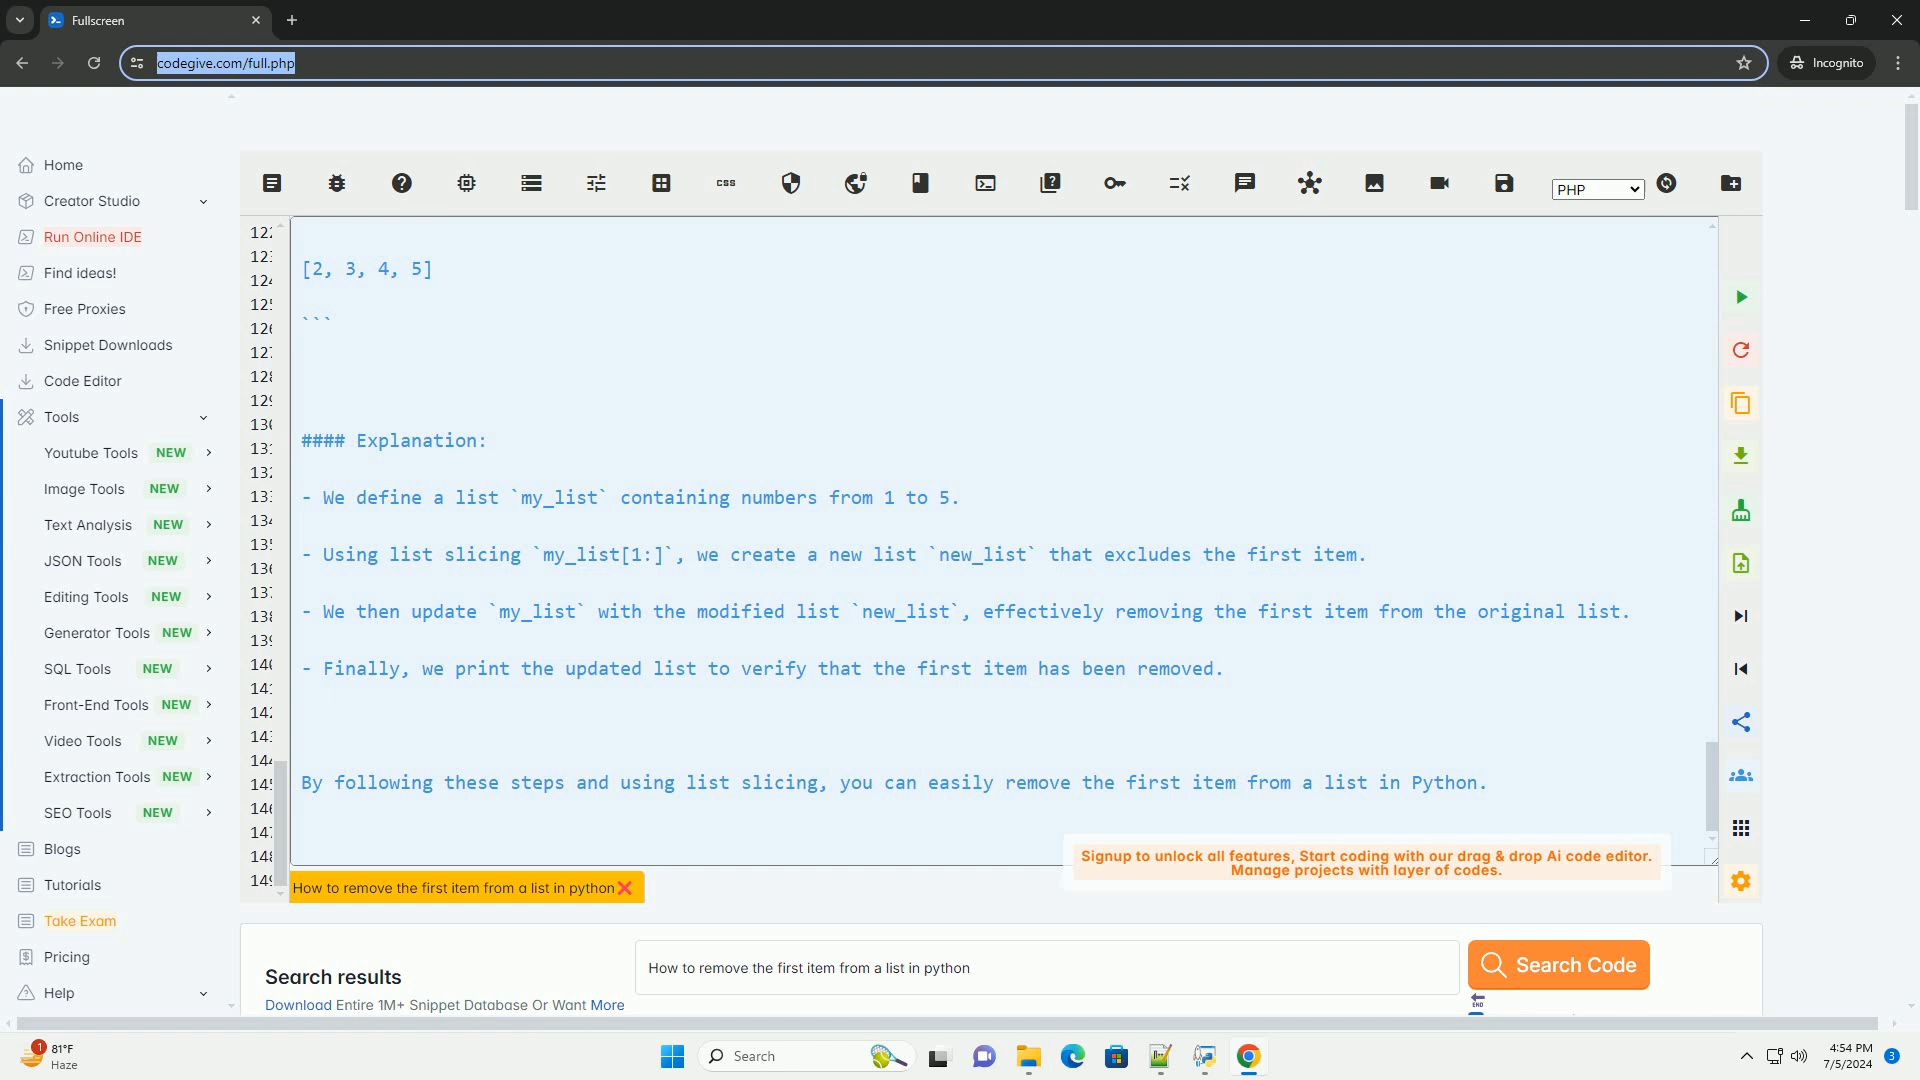 Fullscreen
codegive.com/full.php
Incognito
Home
Creator Studio
Run Online IDE
Find ideas!
Free Proxies
Snippet Downloads
Code Editor
Tools
Youtube Tools NEW
Image Tools NEW
Text Analysis NEW
JSON Tools NEW
Editing Tools NEW
Generator Tools NEW
SQL Tools NEW
Front-End Tools NEW
Video Tools NEW
Extraction Tools NEW
SEO Tools NEW
Blogs
Tutorials
Take Exam
Pricing
Help
css
PHP
[2, 3, 4, 5]
```
#### Explanation:
- We define a list `my_list` containing numbers from 1 to 5.
- Using list slicing `my_list[1:]`, we create a new list `new_list` that excludes the first item.
- We then update `my_list` with the modified list `new_list`, effectively removing the first item from the original list.
- Finally, we print the updated list to verify that the first item has been removed.
By following these steps and using list slicing, you can easily remove the first item from a list in Python.
Signup to unlock all features, Start coding with our drag & drop Ai code editor.
Manage projects with layer of codes.
How to remove the first item from a list in python
Search results
Download Entire 1M+ Snippet Database Or Want More
How to remove the first item from a list in python
Search Code
END
1
81°F
Haze
Search
4:54 PM
7/5/2024
3